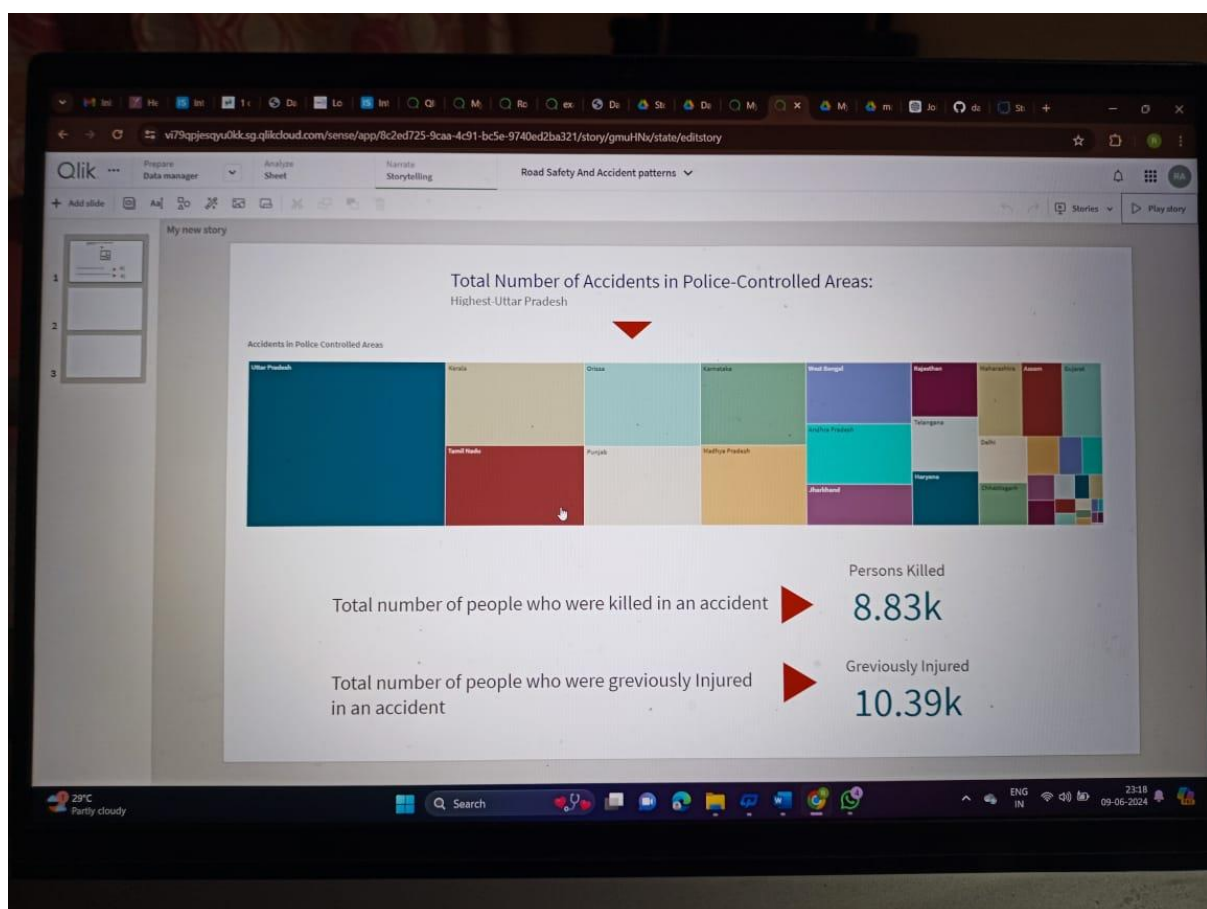 vi79qpjesqyu0kk.sg.qlikcloud.com/sense/app/8c2ed725-9caa-4c91-bc5e-9740ed2ba321/story/gmuHNx/state/editstory
Qlik
Prepare
Data manager
Analyze
Sheet
Narrate
Storytelling
Road Safety And Accident patterns
RA
+ Add slide
Stories
Play story
My new story
1
2
3
Total Number of Accidents in Police-Controlled Areas:
Highest-Uttar Pradesh
Accidents in Police Controlled Areas
Uttar Pradesh
Kerala
Orissa
Karnataka
West Bengal
Rajasthan
Maharashtra
Assam
Gujarat
Andhra Pradesh
Telangana
Delhi
Tamil Nadu
Punjab
Madhya Pradesh
Jharkhand
Haryana
Chhattisgarh
Total number of people who were killed in an accident
Persons Killed
8.83k
Total number of people who were greviously Injured
in an accident
Greviously Injured
10.39k
29°C
Partly cloudy
Search
ENG
IN
23:18
09-06-2024